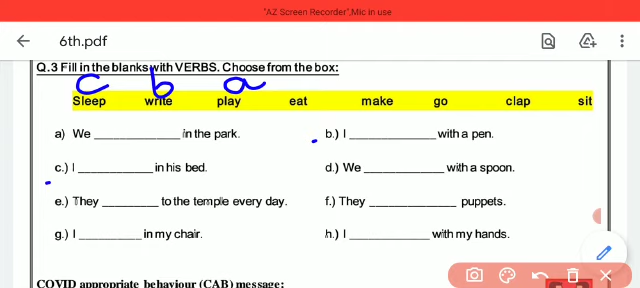 "AZ Screen Recorder",Mic in use
6th.pdf
Q.3 Fill in the blanks with VERBS. Choose from the box:
c b a
Sleep write play eat make go clap sit
a) We ____________ in the park. b.) I ____________ with a pen.
c.) I ___________ in his bed. d.) We ___________ with a spoon.
e.) They ________ to the temple every day. f.) They ____________ puppets.
g.) I _________ in my chair. h.) I ___________ with my hands.
COVID appropriate behaviour (CAB) message: